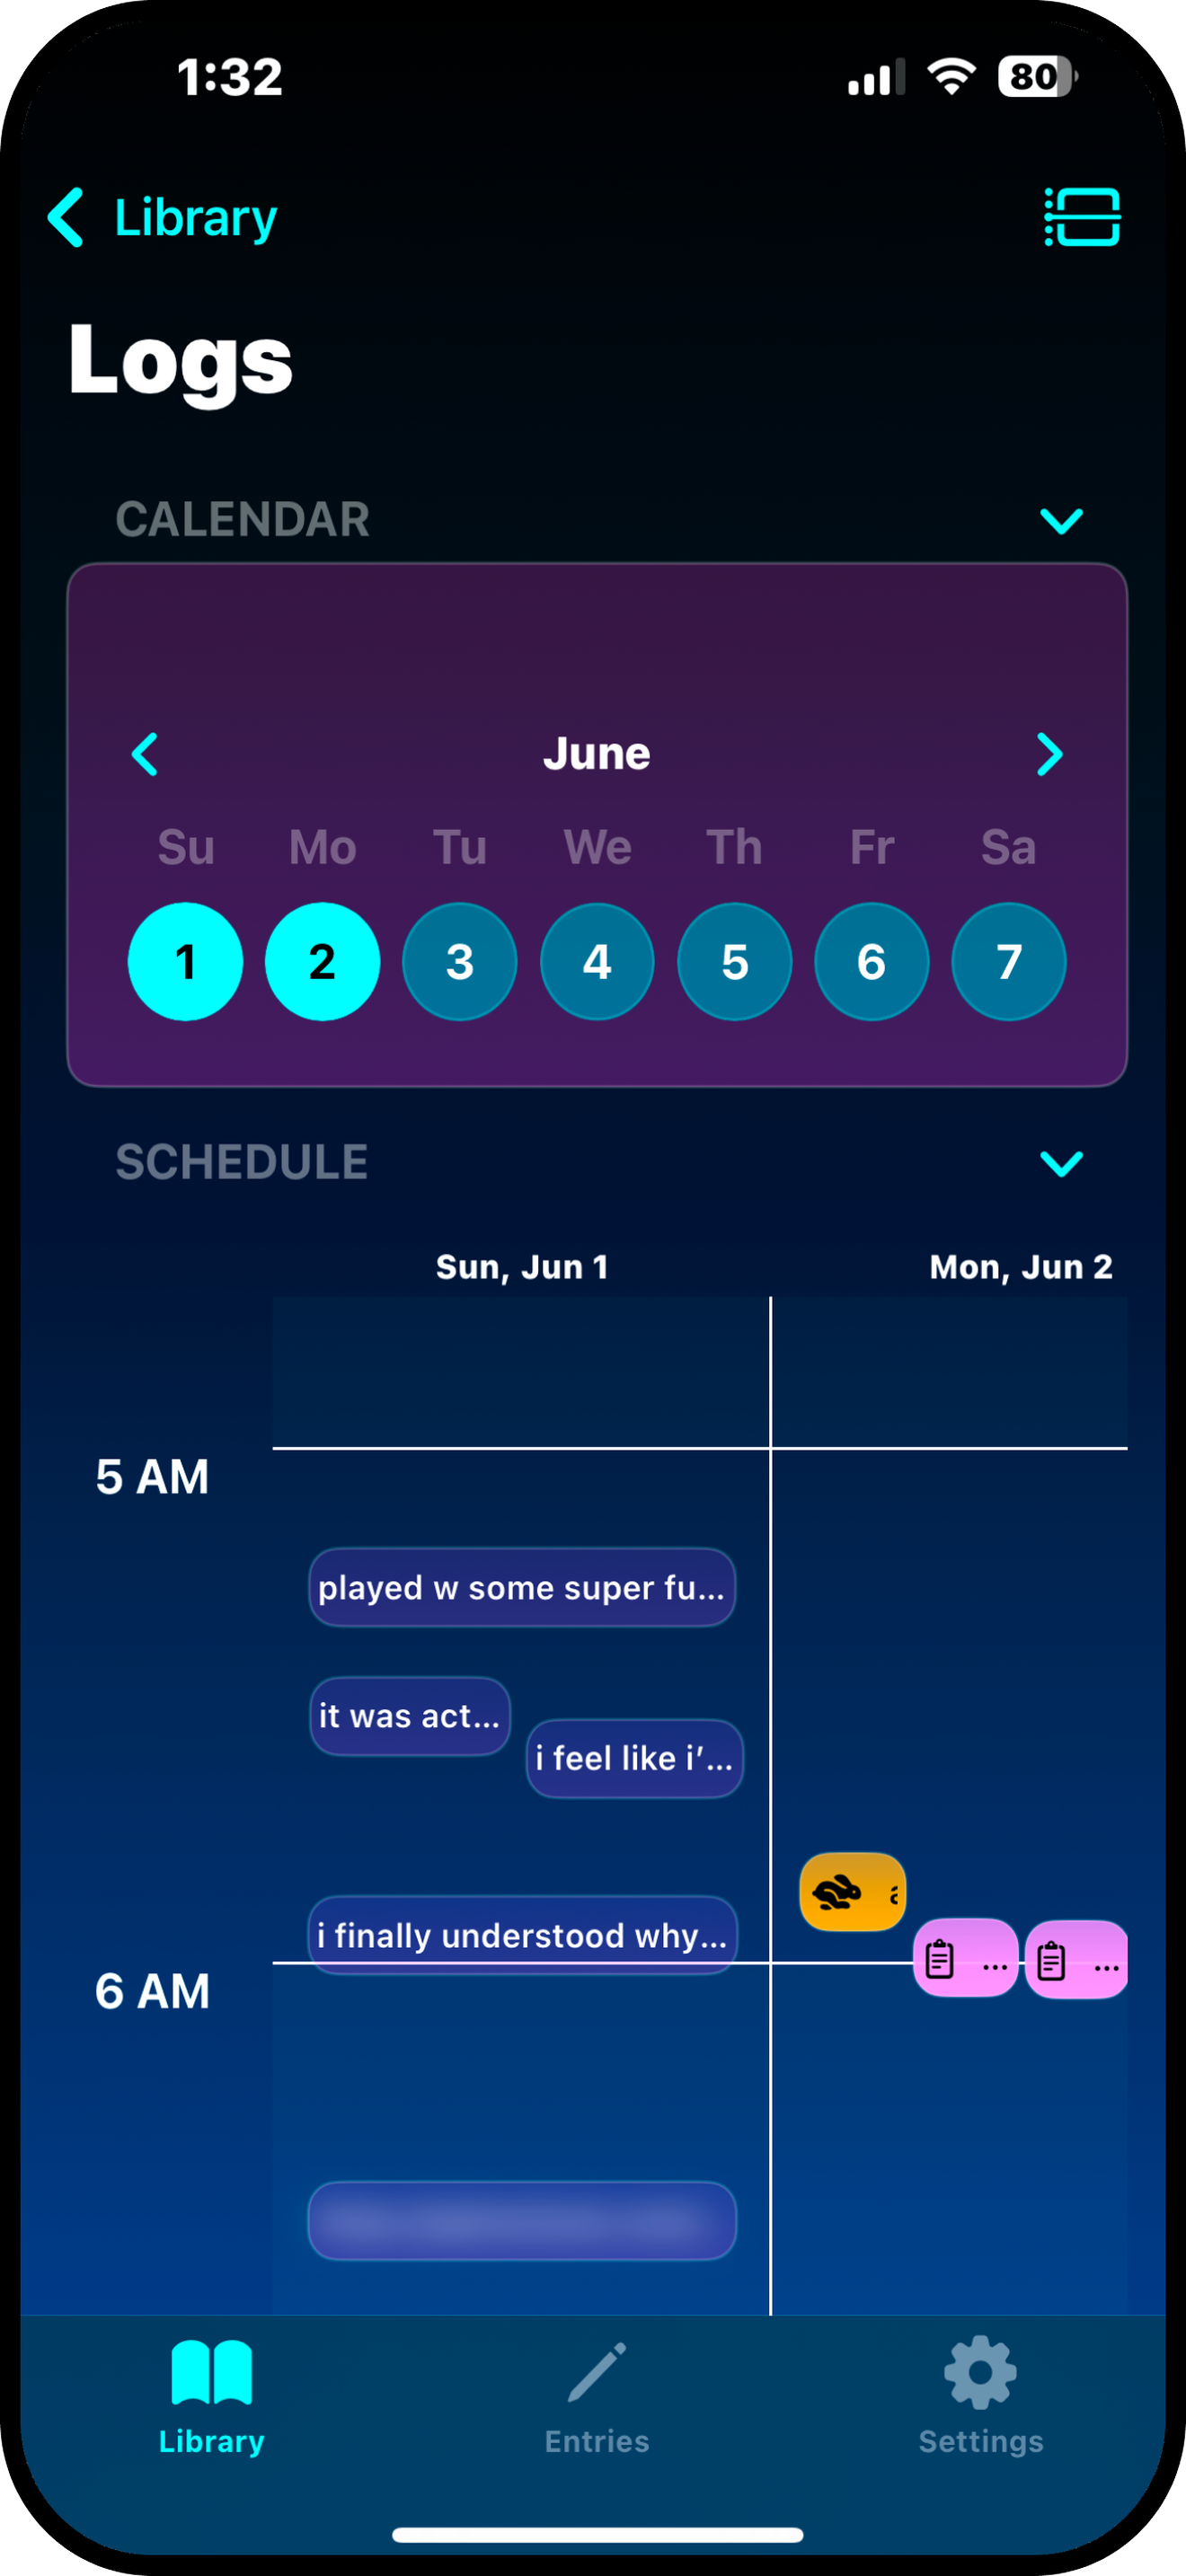 1:32
80
Library
Logs
CALENDAR
June
Su Mo Tu We Th Fr Sa
1 2 3 4 5 6 7
SCHEDULE
Sun, Jun 1 Mon, Jun 2
5 AM
played w some super fu...
it was act...
i feel like i’...
i finally understood why...
...
...
6 AM
Library Entries Settings